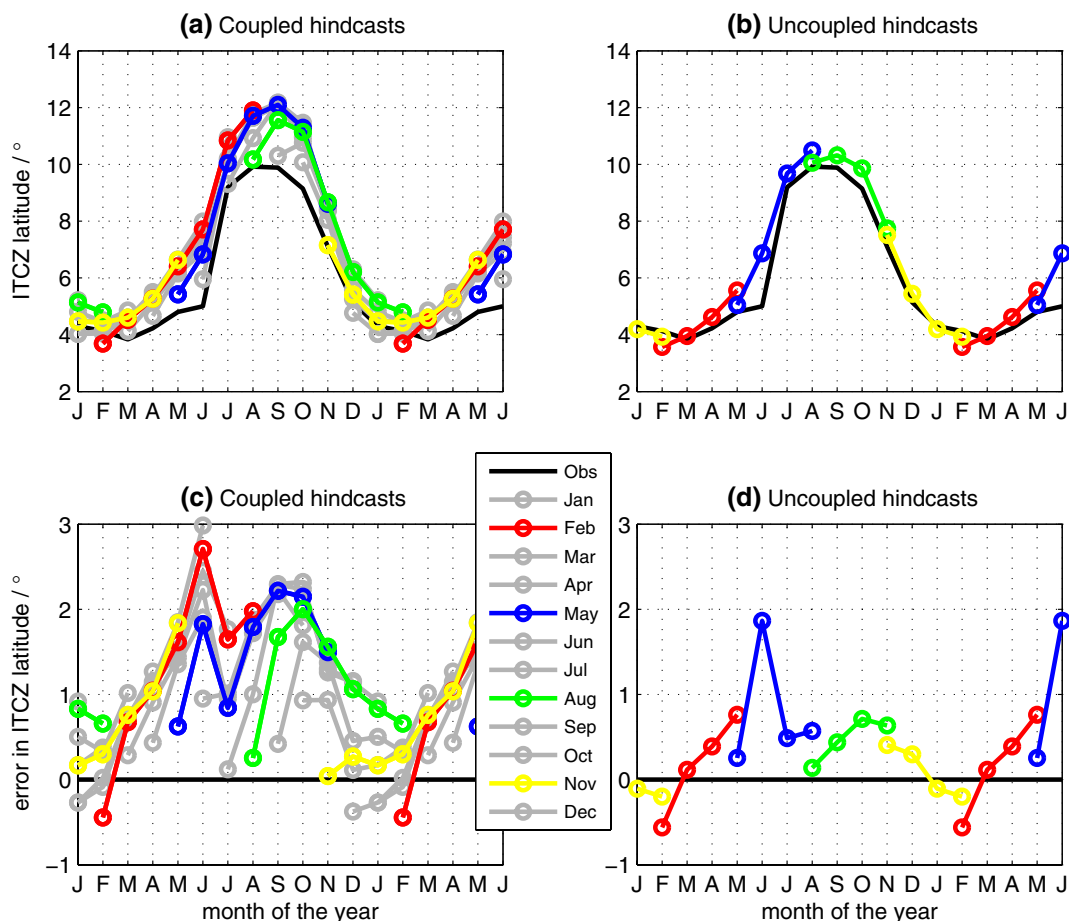 (a) Coupled hindcasts
(b) Uncoupled hindcasts
ITCZ latitude / °
14
12
10
8
6
4
2
J F M A M J J A S O N D J F M A M J
14
12
10
8
6
4
2
J F M A M J J A S O N D J F M A M J
(c) Coupled hindcasts
(d) Uncoupled hindcasts
error in ITCZ latitude / °
3
2
1
0
−1
J F M A M J J A S O N D J F M A M J
month of the year
Obs
Jan
Feb
Mar
Apr
May
Jun
Jul
Aug
Sep
Oct
Nov
Dec
3
2
1
0
−1
J F M A M J J A S O N D J F M A M J
month of the year